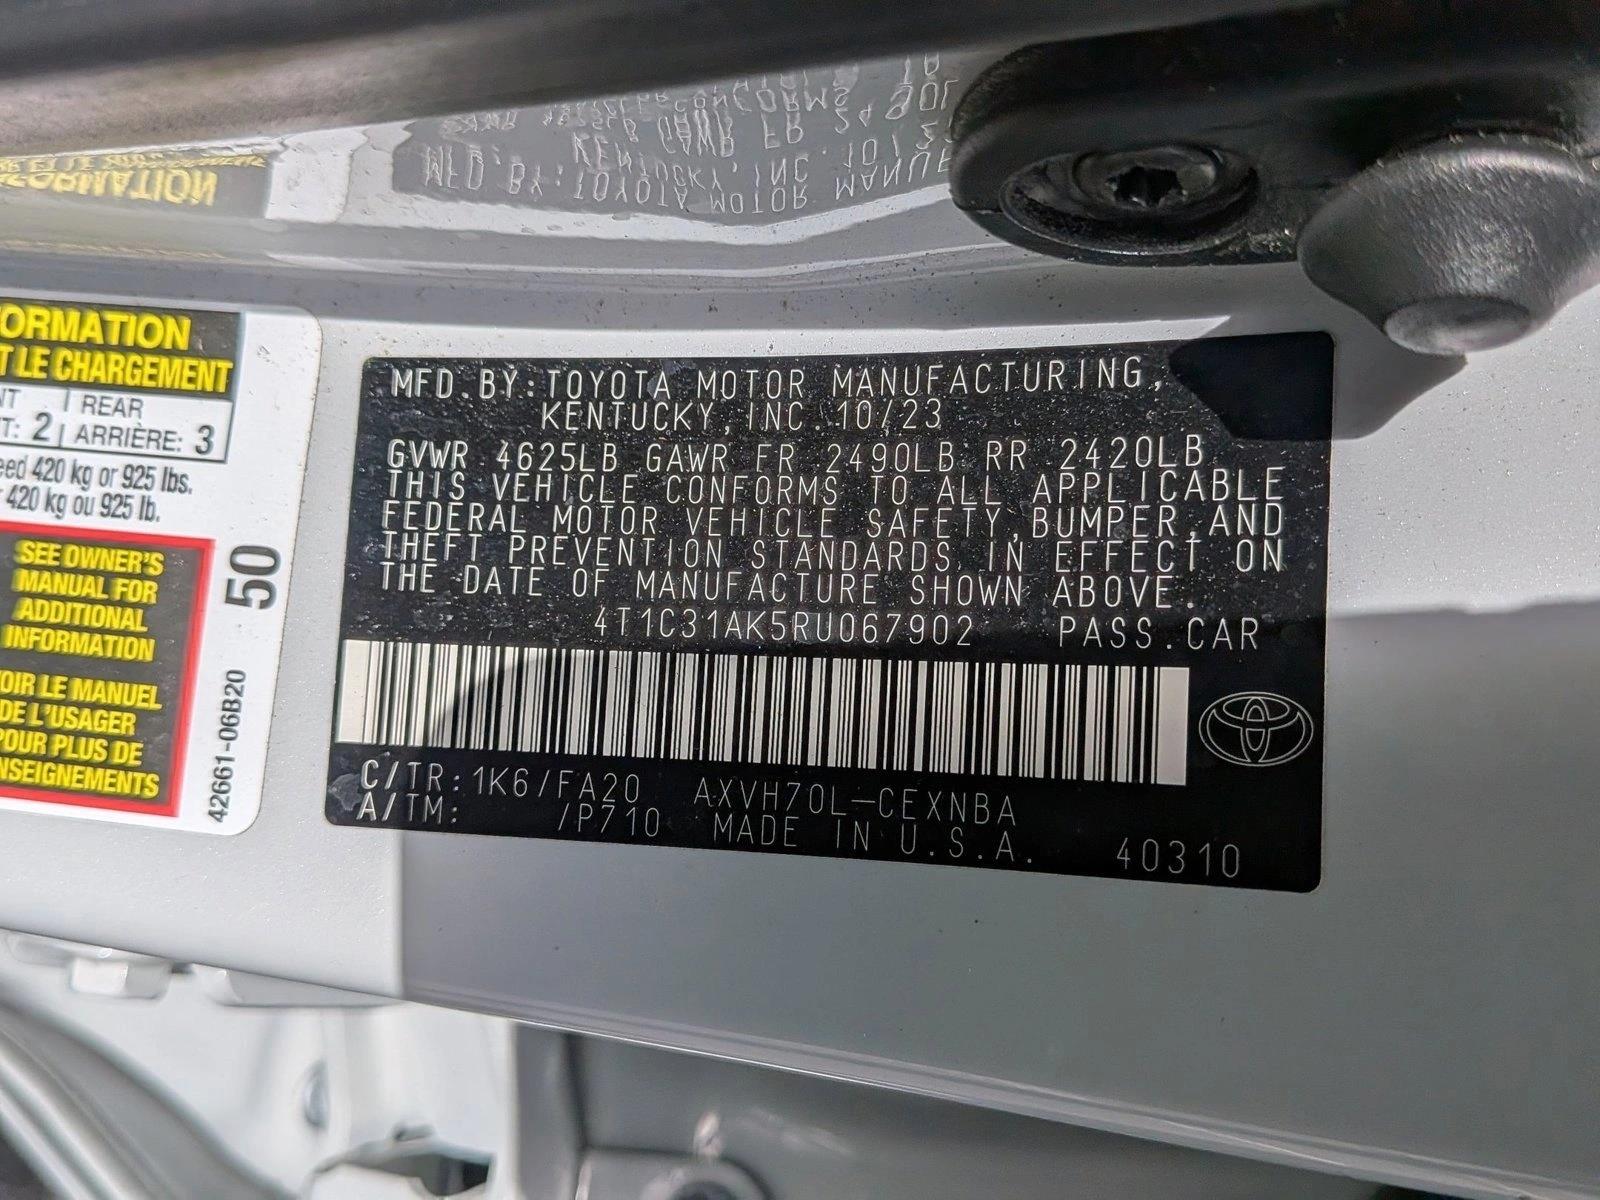 ORMATION
T LE CHARGEMENT
NT | REAR
T: 2 | ARRIÈRE: 3
eed 420 kg or 925 lbs.
420 kg ou 925 lb.
SEE OWNER'S
MANUAL FOR
ADDITIONAL
INFORMATION
OIR LE MANUEL
DE L'USAGER
POUR PLUS DE
NSEIGNEMENTS
50
42661-06B20
MFD.BY:TOYOTA MOTOR MANUFACTURING,
KENTUCKY, INC. 10/23
GVWR 4625LB GAWR FR 2490LB RR 2420LB
THIS VEHICLE CONFORMS TO ALL APPLICABLE
FEDERAL MOTOR VEHICLE SAFETY,BUMPER,AND
THEFT PREVENTION STANDARDS IN EFFECT ON
THE DATE OF MANUFACTURE SHOWN ABOVE.
4T1C31AK5RU067902 PASS.CAR
C/TR:1K6/FA20 AXVH70L-CEXNBA
A/TM: /P710 MADE IN U.S.A. 40310